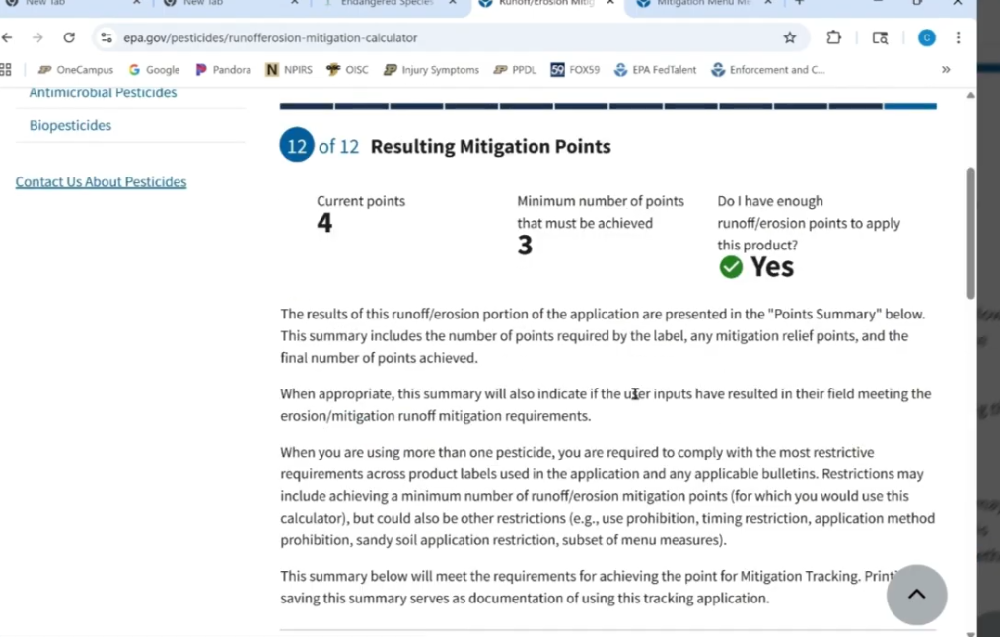 New Tab
New Tab
Endangered Species
Runoff/Erosion Mitig
Mitigation Menu Me
epa.gov/pesticides/runofferosion-mitigation-calculator
OneCampus
Google
Pandora
NPIRS
OISC
Injury Symptoms
PPDL
FOX59
EPA FedTalent
Enforcement and C...
Antimicrobial Pesticides
Biopesticides
Contact Us About Pesticides
12 of 12 Resulting Mitigation Points
Current points
4
Minimum number of points
that must be achieved
3
Do I have enough
runoff/erosion points to apply
this product?
Yes
The results of this runoff/erosion portion of the application are presented in the "Points Summary" below.
This summary includes the number of points required by the label, any mitigation relief points, and the
final number of points achieved.
When appropriate, this summary will also indicate if the user inputs have resulted in their field meeting the
erosion/mitigation runoff mitigation requirements.
When you are using more than one pesticide, you are required to comply with the most restrictive
requirements across product labels used in the application and any applicable bulletins. Restrictions may
include achieving a minimum number of runoff/erosion mitigation points (for which you would use this
calculator), but could also be other restrictions (e.g., use prohibition, timing restriction, application method
prohibition, sandy soil application restriction, subset of menu measures).
This summary below will meet the requirements for achieving the point for Mitigation Tracking. Print
saving this summary serves as documentation of using this tracking application.